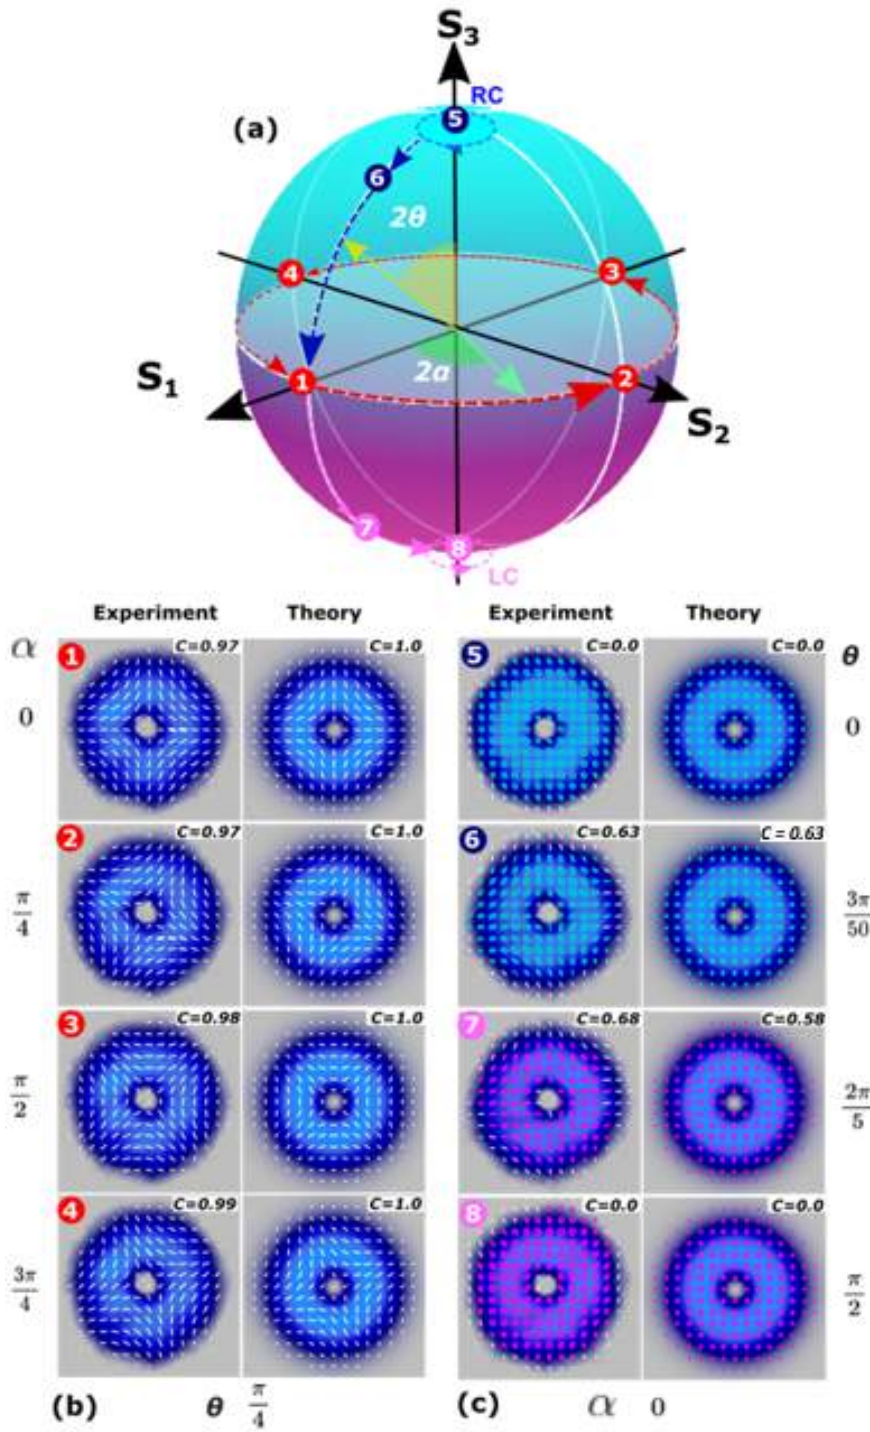 S3
RC
(a)
5
6
2θ
4
3
1
2α
2
S1
S2
7
8
LC
Experiment Theory Experiment Theory
α 1 C=0.97 C=1.0 5 C=0.0 C=0.0 θ
0 0
2 C=0.97 C=1.0 6 C=0.63 C=0.63
π/4 3π/50
3 C=0.98 C=1.0 7 C=0.68 C=0.58
π/2 2π/5
4 C=0.99 C=1.0 8 C=0.0 C=0.0
3π/4 π/2
(b) θ π/4 (c) α 0